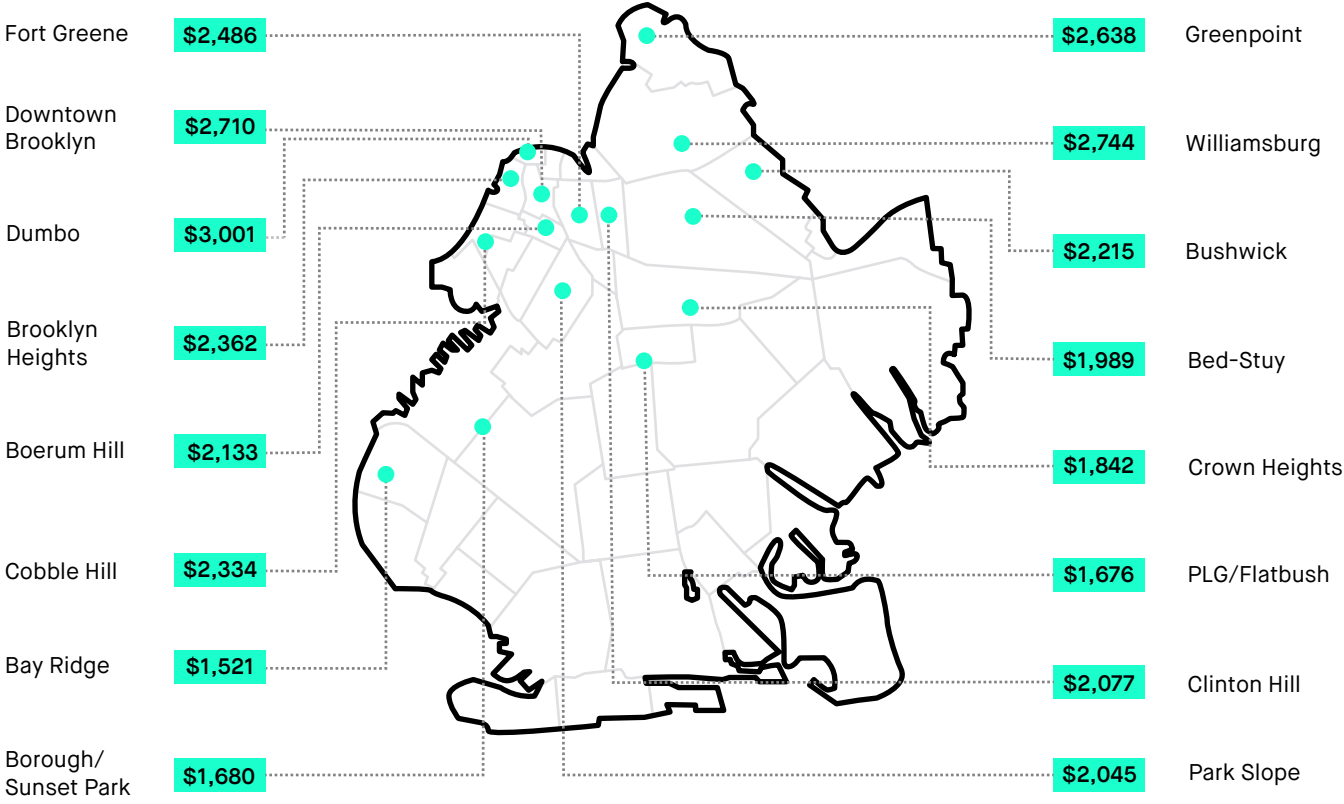 Fort Greene $2,486
Downtown
Brooklyn
$2,710
Dumbo $3,001
Brooklyn
Heights
$2,362
Boerum Hill $2,133
Cobble Hill $2,334
Bay Ridge $1,521
Borough/
Sunset Park
$1,680
$2,638 Greenpoint
$2,744 Williamsburg
$2,215 Bushwick
$1,989 Bed-Stuy
$1,842 Crown Heights
$1,676 PLG/Flatbush
$2,077 Clinton Hill
$2,045 Park Slope